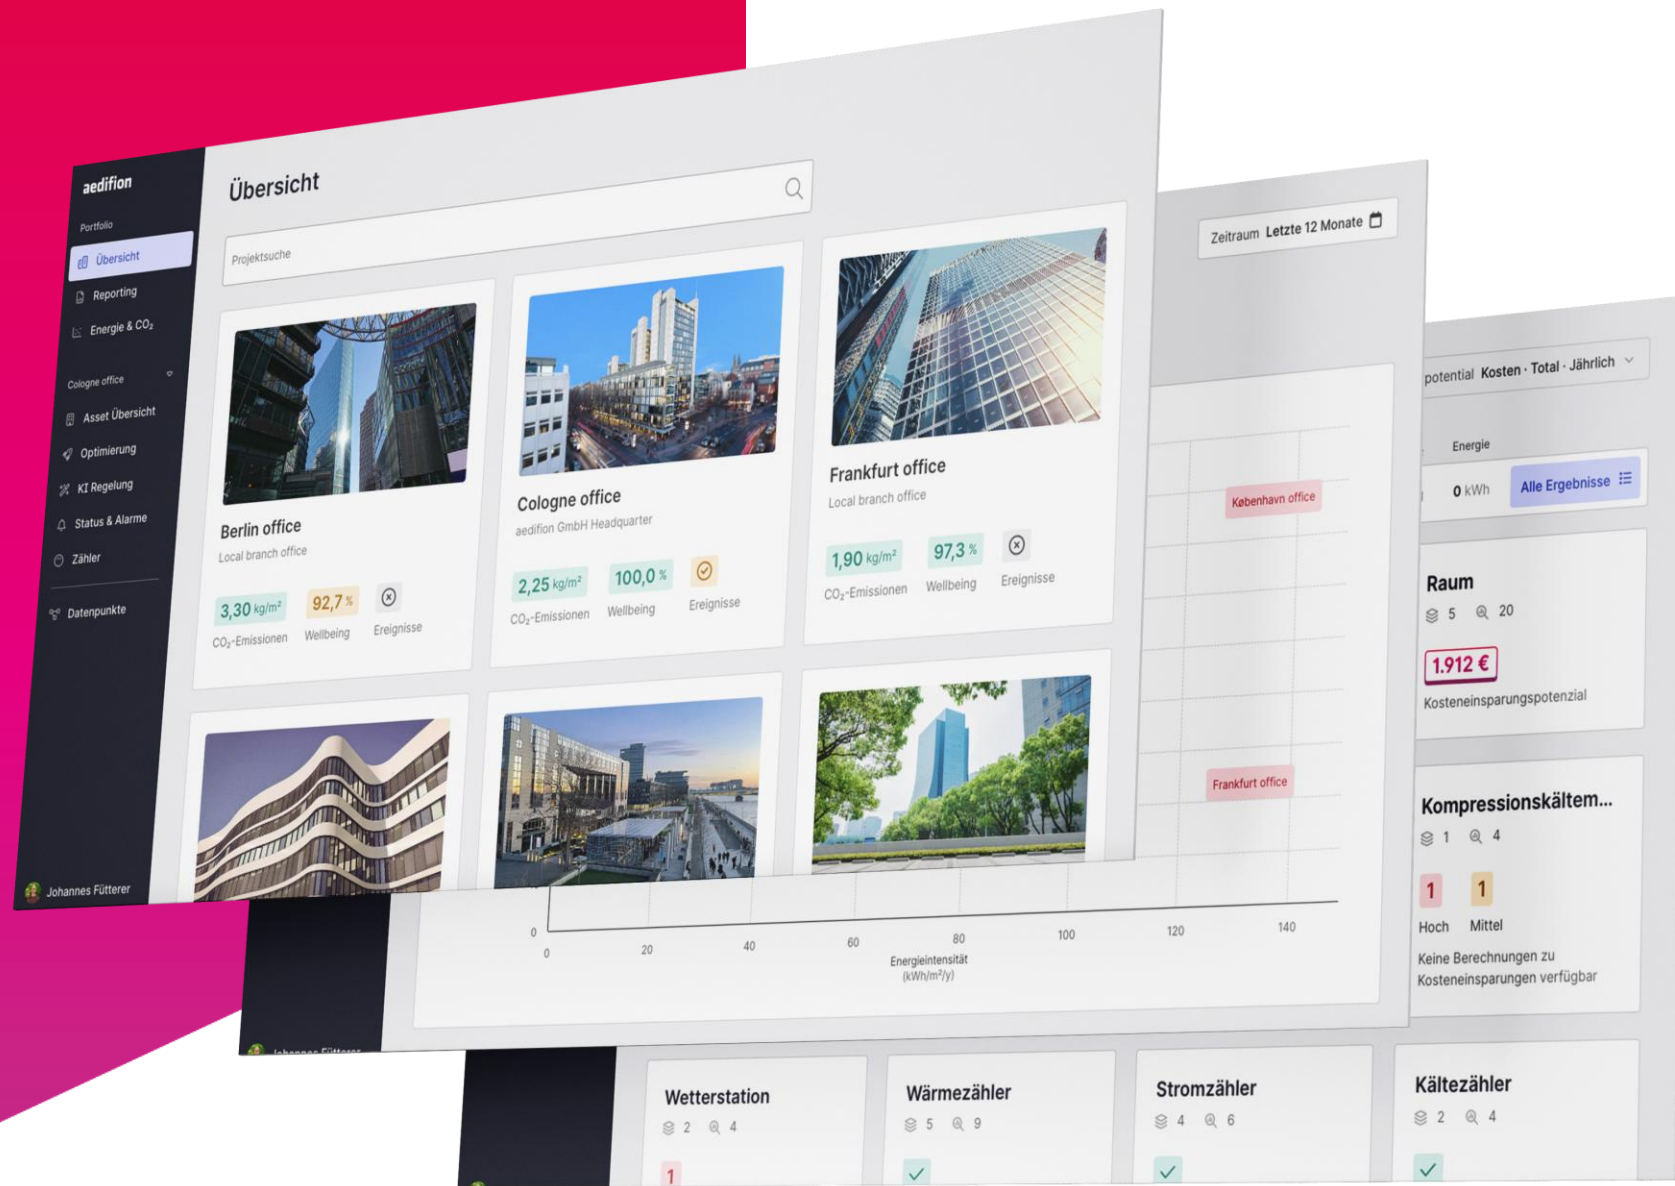 aedifion
Portfolio
Übersicht
Reporting
Energie & CO₂
Cologne office
Asset Übersicht
Optimierung
KI Regelung
Status & Alarme
Zähler
Datenpunkte
Johannes Fütterer
Übersicht
Projektsuche
Berlin office
Local branch office
3,30 kg/m²
92,7 %
CO₂-Emissionen
Wellbeing
Ereignisse
Cologne office
aedifion GmbH Headquarter
2,25 kg/m²
100,0 %
CO₂-Emissionen
Wellbeing
Ereignisse
Frankfurt office
Local branch office
1,90 kg/m²
97,3 %
CO₂-Emissionen
Wellbeing
Ereignisse
Zeitraum Letzte 12 Monate
København office
Frankfurt office
0
0
20
40
60
80
100
120
140
Energieintensität
(kWh/m²/y)
Johannes Fütterer
potential Kosten · Total · Jährlich
Energie
0 kWh
Alle Ergebnisse
Raum
5 20
1.912 €
Kosteneinsparungspotenzial
Kompressionskältem...
1 4
1 1
Hoch Mittel
Keine Berechnungen zu
Kosteneinsparungen verfügbar
Wetterstation
2 4
1
Wärmezähler
5 9
Stromzähler
4 6
Kältezähler
2 4